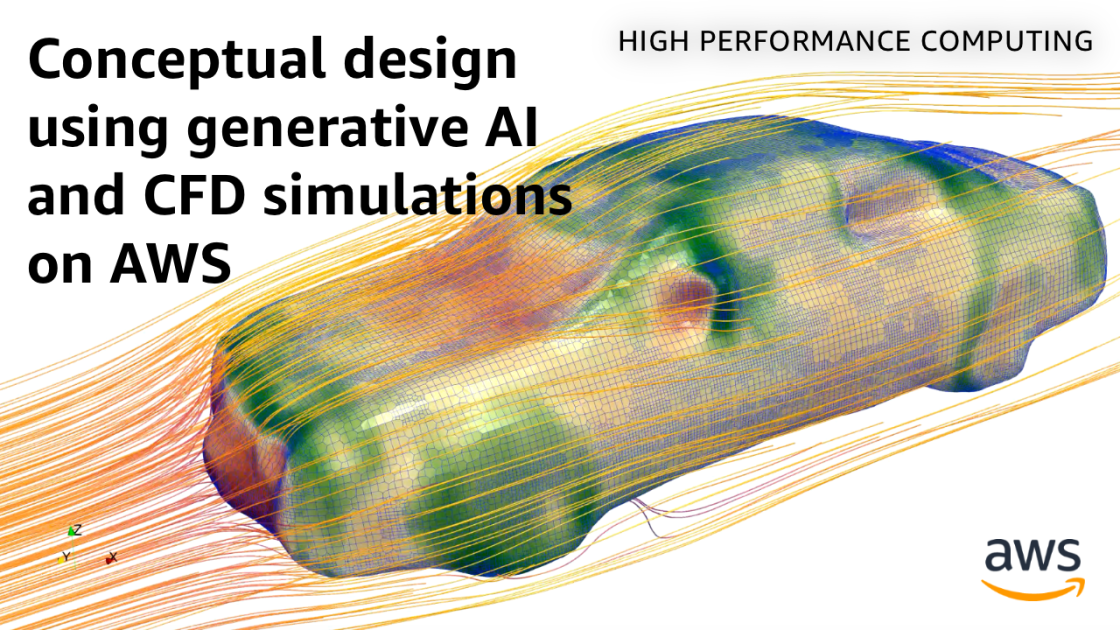 Conceptual design
HIGH PERFORMANCE COMPUTING
using generative AI
and CFD simulations
on AWS
Z
Y
X
aws